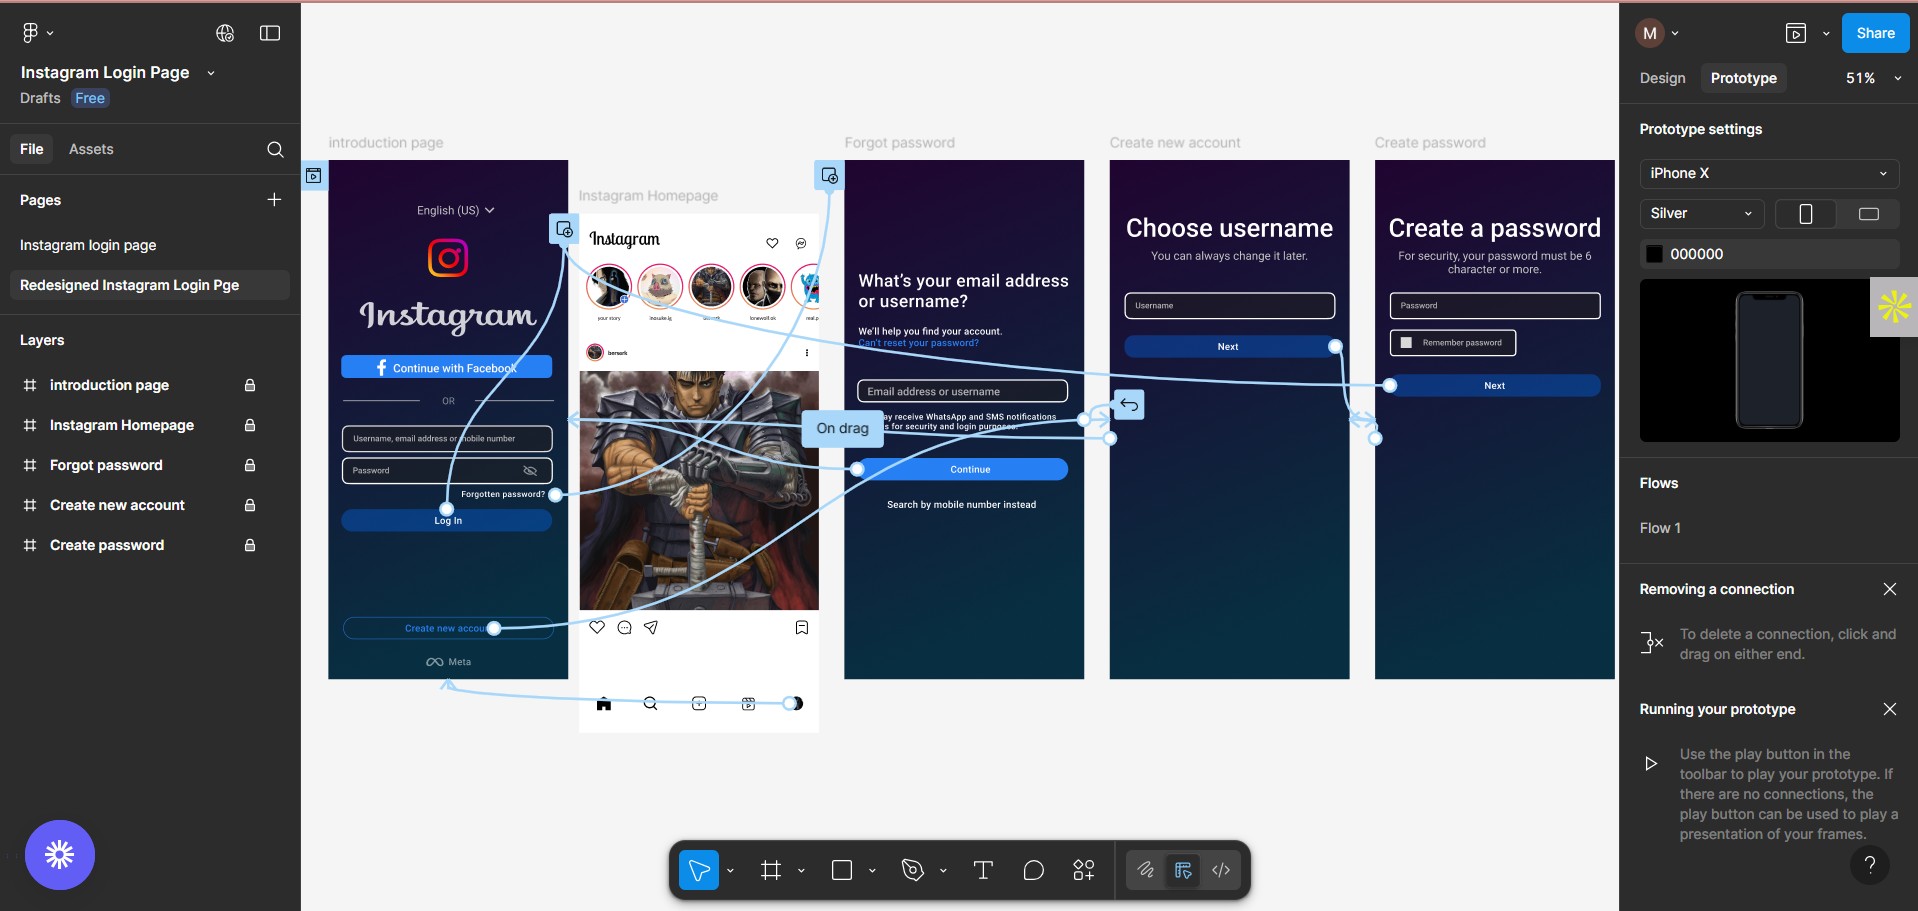 Instagram Login Page
Drafts
Free
File
Assets
Pages
Instagram login page
Redesigned Instagram Login Pge
Layers
introduction page
Instagram Homepage
Forgot password
Create new account
Create password
introduction page
English (US)
Instagram
Continue with Facebook
OR
Username, email address or mobile number
Password
Forgotten password?
Log In
Create new accou
Meta
Instagram Homepage
Instagram
your story
inosuke.ig
lonewolf.ok
real.p
berserk
On drag
Forgot password
What's your email address
or username?
We'll help you find your account.
Can't reset your password?
Email address or username
ay receive WhatsApp and SMS notifications
s for security and login purposes.
Continue
Search by mobile number instead
Create new account
Choose username
You can always change it later.
Username
Next
Create password
Create a password
For security, your password must be 6
character or more.
Password
Remember password
Next
M
Share
Design
Prototype
51%
Prototype settings
iPhone X
Silver
000000
Flows
Flow 1
Removing a connection
To delete a connection, click and
drag on either end.
Running your prototype
Use the play button in the
toolbar to play your prototype. If
there are no connections, the
play button can be used to play a
presentation of your frames.
?